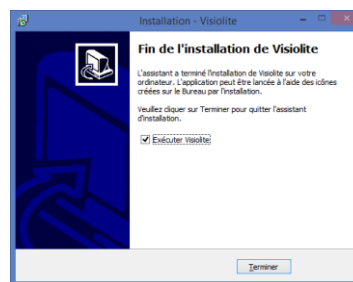 Installation - Visiolite
Fin de l'installation de Visiolite
L'assistant a terminé l'installation de Visiolite sur votre
ordinateur. L'application peut être lancée à l'aide des icônes
créées sur le Bureau par l'installation.
Veuillez cliquer sur Terminer pour quitter l'assistant
d'installation.
Exécuter Visiolite
Terminer